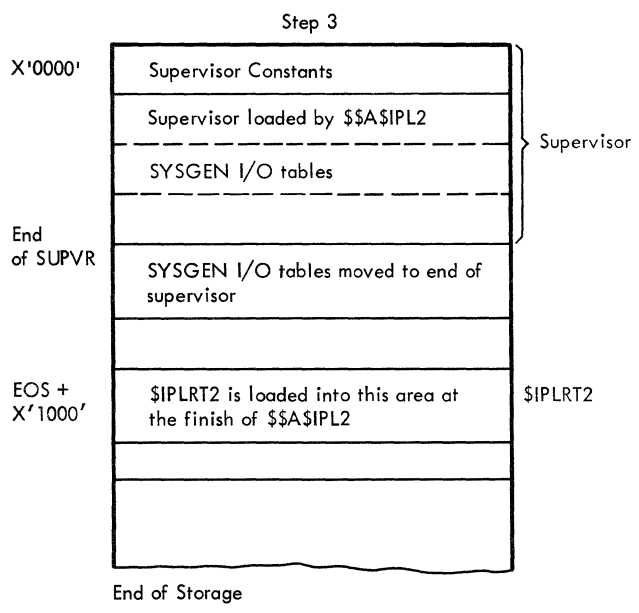 Step 3
X'0000'
Supervisor Constants
Supervisor loaded by $$A$IPL2
Supervisor
SYSGEN I/O tables
End
of SUPVR
SYSGEN I/O tables moved to end of
supervisor
EOS +
X'1000'
$IPLRT2 is loaded into this area at
the finish of $$A$IPL2
$IPLRT2
End of Storage